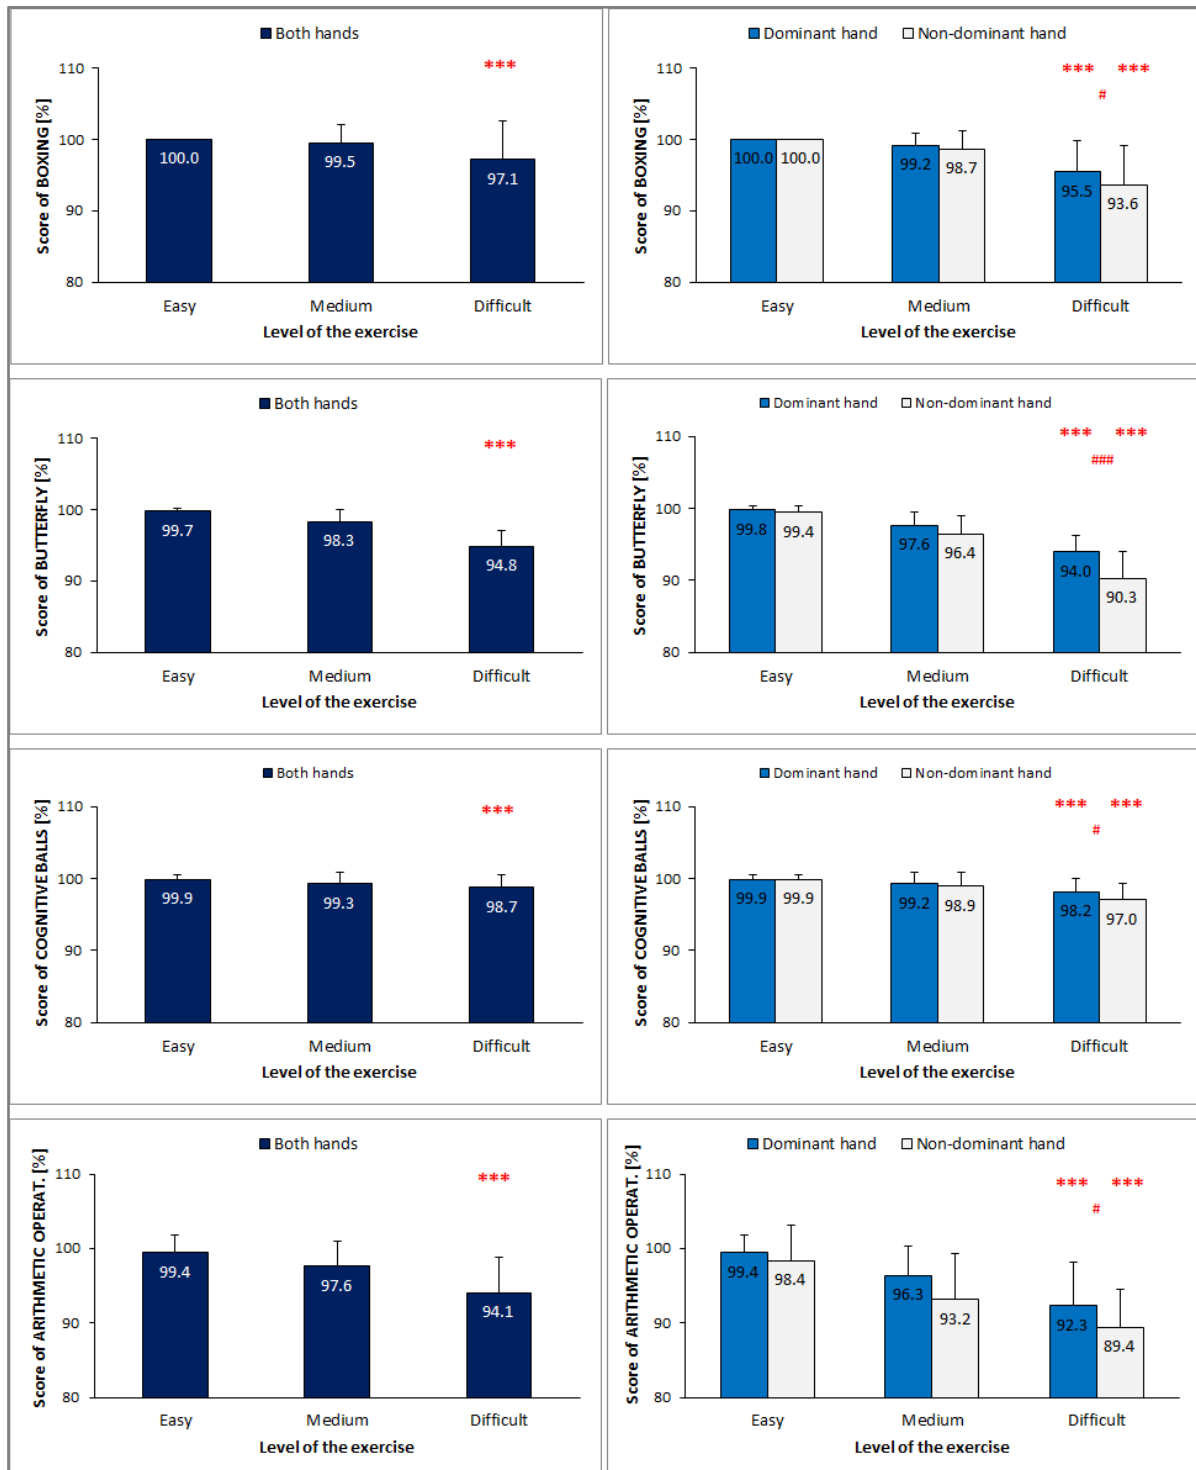 Both hands
***
110
100
90
80
100.0
99.5
97.1
Easy Medium Difficult
Level of the exercise
Score of BOXING [%]
Dominant hand Non-dominant hand
*** ***
#
110
100
90
80
100.0 100.0
99.2 98.7
95.5 93.6
Easy Medium Difficult
Level of the exercise
Score of BOXING [%]
Both hands
***
110
100
90
80
99.7
98.3
94.8
Easy Medium Difficult
Level of the exercise
Score of BUTTERFLY [%]
Dominant hand Non-dominant hand
*** ***
###
110
100
90
80
99.8 99.4
97.6 96.4
94.0 90.3
Easy Medium Difficult
Level of the exercise
Score of BUTTERFLY [%]
Both hands
***
110
100
90
80
99.9
99.3
98.7
Easy Medium Difficult
Level of the exercise
Score of COGNITIVE BALLS [%]
Dominant hand Non-dominant hand
*** ***
#
110
100
90
80
99.9 99.9
99.2 98.9
98.2 97.0
Easy Medium Difficult
Level of the exercise
Score of COGNITIVE BALLS [%]
Both hands
***
110
100
90
80
99.4
97.6
94.1
Easy Medium Difficult
Level of the exercise
Score of ARITHMETIC OPERAT. [%]
Dominant hand Non-dominant hand
*** ***
#
110
100
90
80
99.4 98.4
96.3 93.2
92.3 89.4
Easy Medium Difficult
Level of the exercise
Score of ARITHMETIC OPERAT. [%]